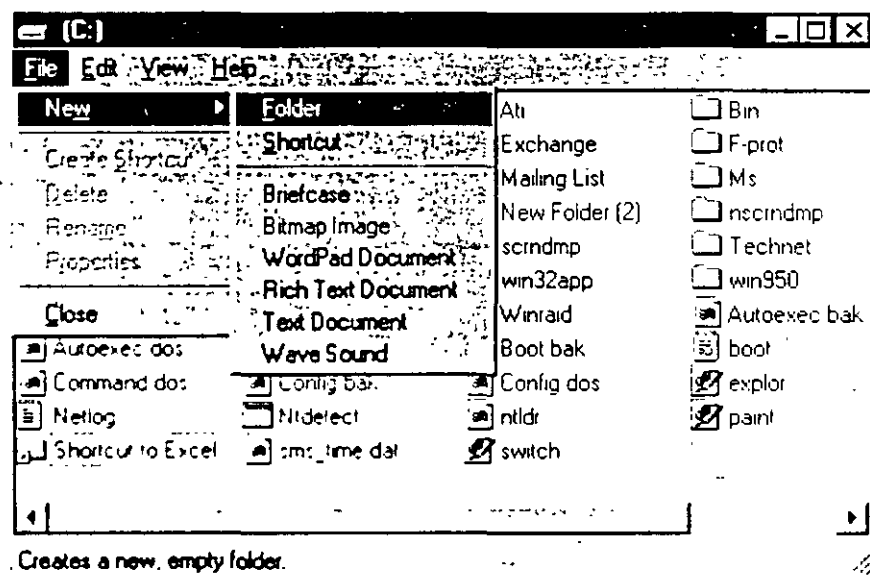 (C:)
File Edit View Help
New
Create Shortcut
Delete
Rename
Properties
Close
Folder
Shortcut
Briefcase
Bitmap Image
WordPad Document
Rich Text Document
Text Document
Wave Sound
Ati
Exchange
Mailing List
New Folder (2)
scrndmp
win32app
Winraid
Boot bak
Config dos
ntldr
switch
Bin
F-prot
Ms
nscrndmp
Technet
win950
Autoexec bak
boot
explor
paint
Autoexec dos
Command dos
Netlog
Shortcut to Excel
Config bak
Ntdetect
sms_time dat
Creates a new, empty folder.